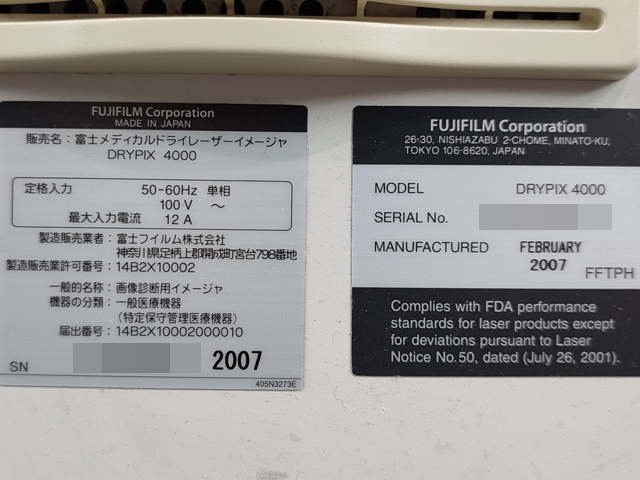 FUJIFILM Corporation
MADE IN JAPAN
販売名：富士メディカルドライレーザーイメージャ
DRYPIX 4000
定格入力 50-60Hz 単相
100 V ～
最大入力電流 12 A
製造販売業者：富士フイルム株式会社
神奈川県足柄上郡開成町宮台798番地
製造販売業許可番号：14B2X10002
一般的名称：画像診断用イメージャ
機器の分類：一般医療機器
(特定保守管理医療機器)
届出番号：14B2X10002000010
SN 2007
405N3273E
FUJIFILM Corporation
26-30, NISHIAZABU 2-CHOME, MINATO-KU,
TOKYO 106-8620, JAPAN
MODEL DRYPIX 4000
SERIAL No.
MANUFACTURED FEBRUARY
2007 FFTPH
Complies with FDA performance
standards for laser products except
for deviations pursuant to Laser
Notice No.50, dated (July 26, 2001).